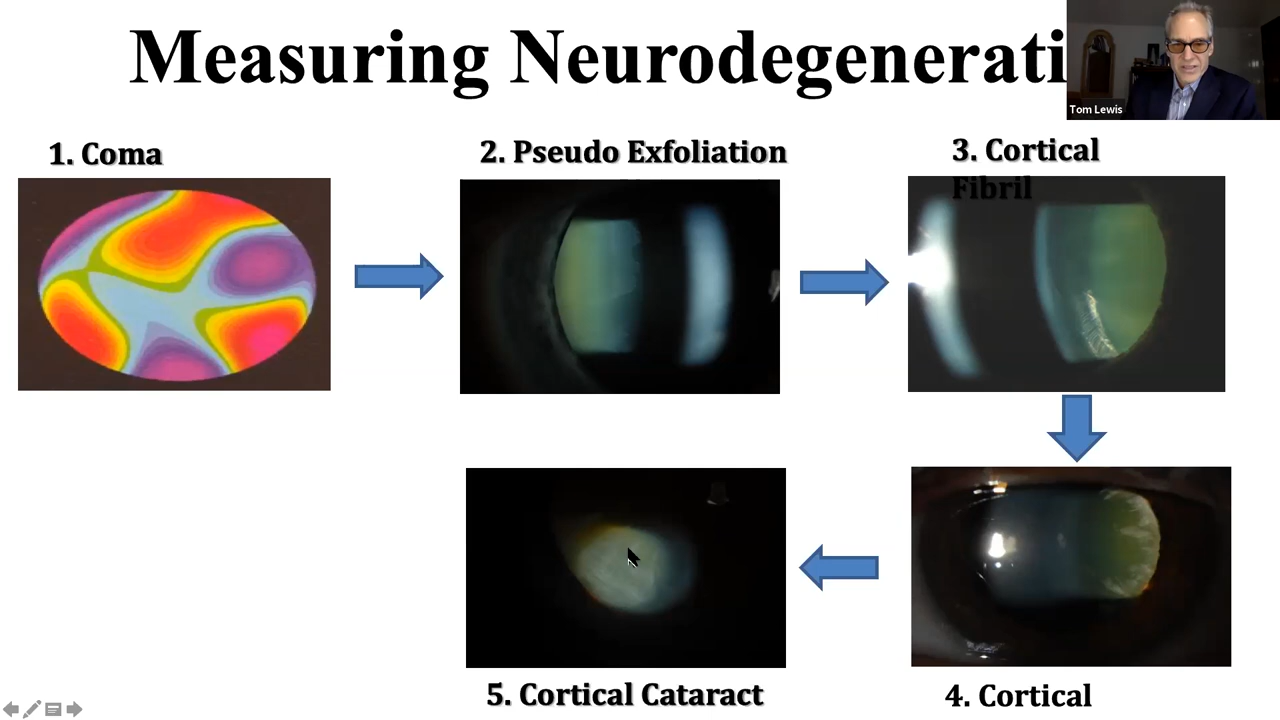 Measuring Neurodegenerati
Tom Lewis
1. Coma
2. Pseudo Exfoliation
3. Cortical
Fibril
5. Cortical Cataract
4. Cortical